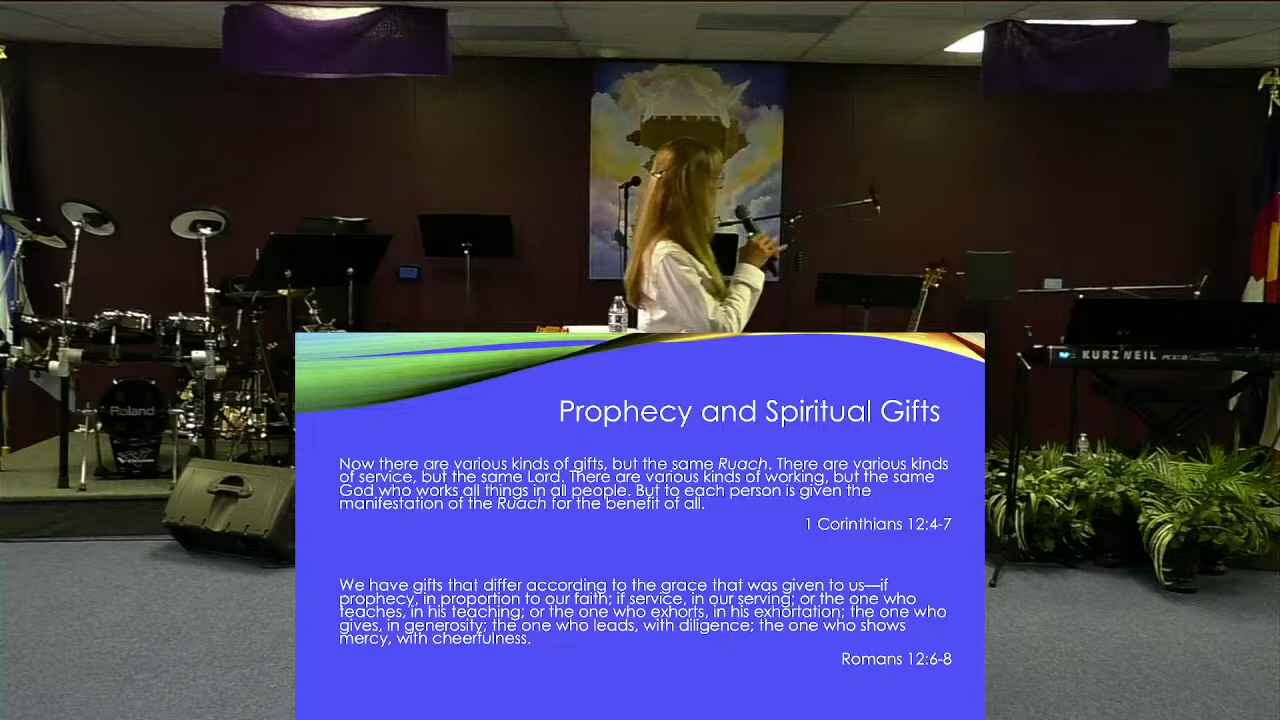 KURZWEIL
Roland
Prophecy and Spiritual Gifts
Now there are various kinds of gifts, but the same Ruach. There are various kinds
of service, but the same Lord. There are various kinds of working, but the same
God who works all things in all people. But to each person is given the
manifestation of the Ruach for the benefit of all.
1 Corinthians 12:4-7
We have gifts that differ according to the grace that was given to us—if
prophecy, in proportion to our faith; if service, in our serving; or the one who
teaches, in his teaching; or the one who exhorts, in his exhortation; the one who
gives, in generosity; the one who leads, with diligence; the one who shows
mercy, with cheerfulness.
Romans 12:6-8